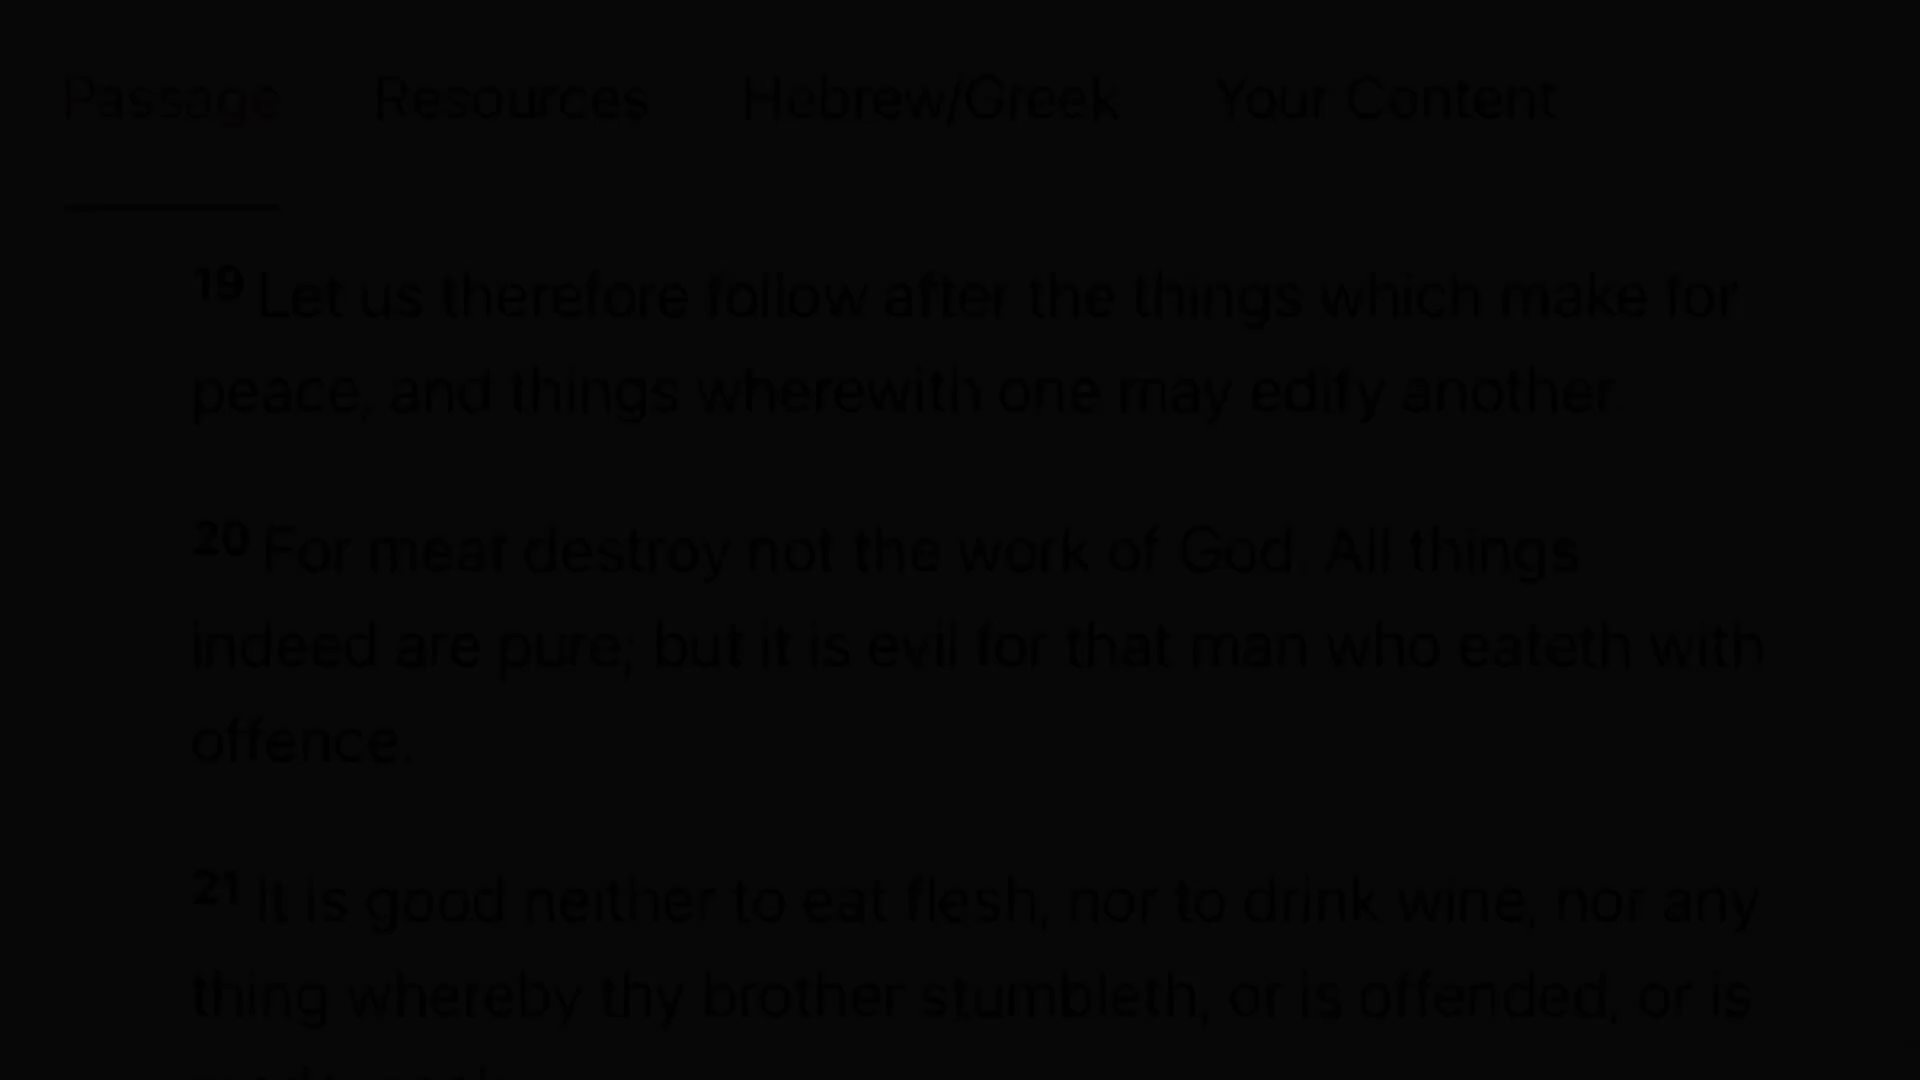 Passage Resources Hebrew/Greek Your Content
19 Let us therefore follow after the things which make for
peace, and things wherewith one may edify another.
20 For meat destroy not the work of God. All things
indeed are pure; but it is evil for that man who eateth with
offence.
21 It is good neither to eat flesh, nor to drink wine, nor any
thing whereby thy brother stumbleth, or is offended, or is